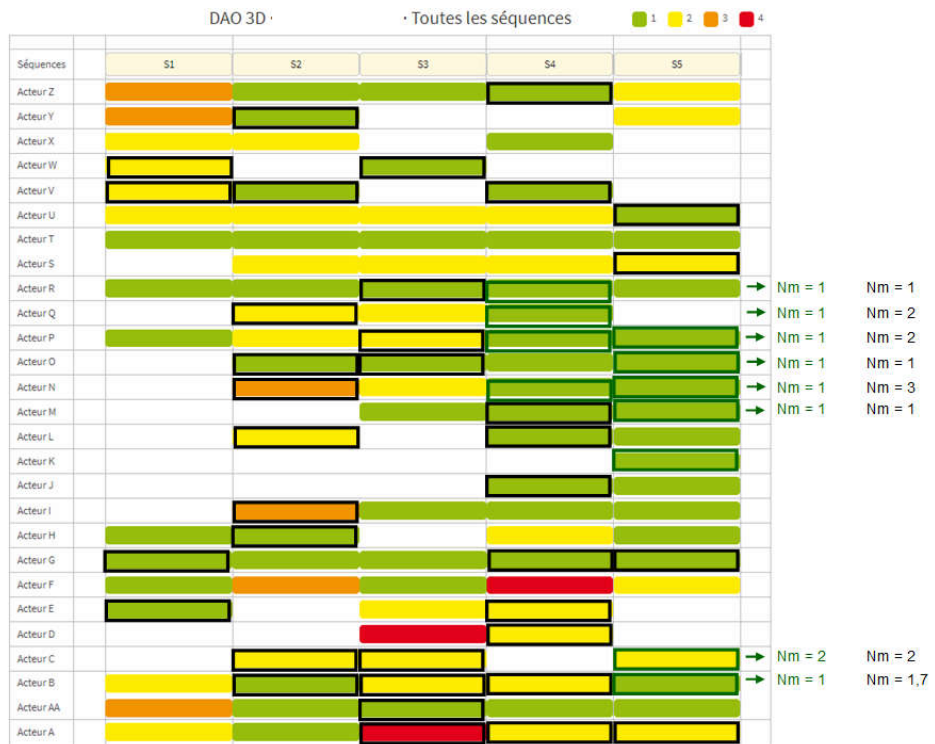 DAO 3D · · Toutes les séquences 1 2 3 4
Séquences S1 S2 S3 S4 S5
Acteur Z
Acteur Y
Acteur X
Acteur W
Acteur V
Acteur U
Acteur T
Acteur S
Acteur R Nm = 1 Nm = 1
Acteur Q Nm = 1 Nm = 2
Acteur P Nm = 1 Nm = 2
Acteur O Nm = 1 Nm = 1
Acteur N Nm = 1 Nm = 3
Acteur M Nm = 1 Nm = 1
Acteur L
Acteur K
Acteur J
Acteur I
Acteur H
Acteur G
Acteur F
Acteur E
Acteur D
Acteur C Nm = 2 Nm = 2
Acteur B Nm = 1 Nm = 1,7
Acteur AA
Acteur A